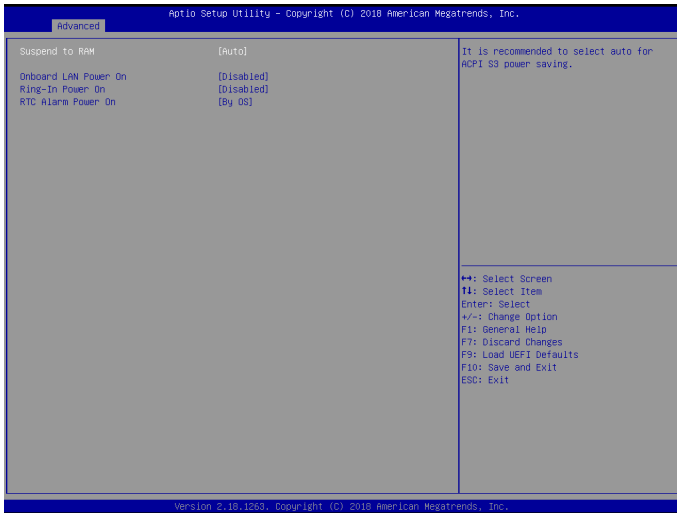 Aptio Setup Utility – Copyright (C) 2018 American Megatrends, Inc.
Advanced
Suspend to RAM [Auto]
Onboard LAN Power On [Disabled]
Ring-In Power On [Disabled]
RTC Alarm Power On [By OS]
It is recommended to select auto for
ACPI S3 power saving.
↔: Select Screen
↑↓: Select Item
Enter: Select
+/-: Change Option
F1: General Help
F7: Discard Changes
F9: Load UEFI Defaults
F10: Save and Exit
ESC: Exit
Version 2.18.1263. Copyright (C) 2018 American Megatrends, Inc.